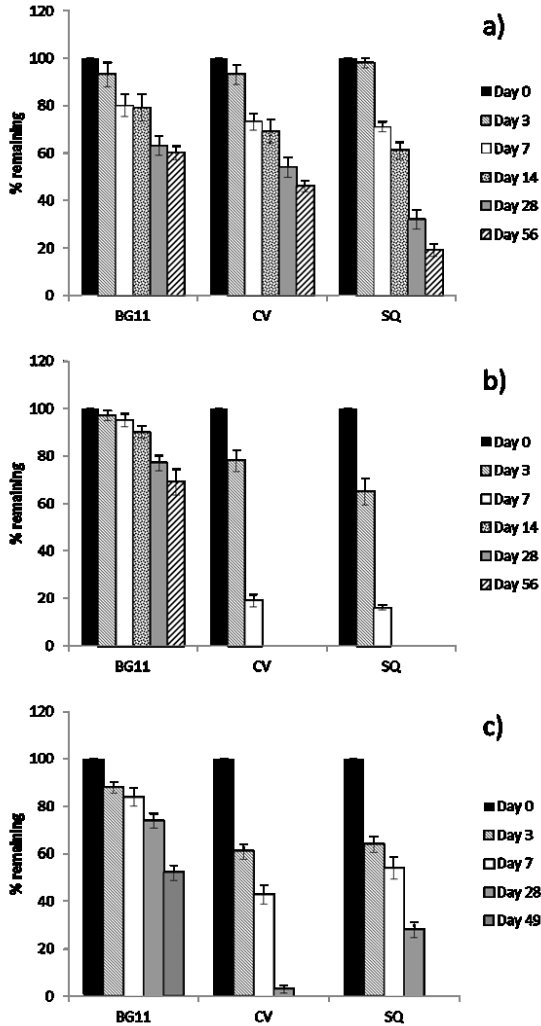 a)
120
100
80
60
40
20
0
% remaining
BG11 CV SQ
Day 0
Day 3
Day 7
Day 14
Day 28
Day 56
b)
120
100
80
60
40
20
0
% remaining
BG11 CV SQ
Day 0
Day 3
Day 7
Day 14
Day 28
Day 56
c)
120
100
80
60
40
20
0
% remaining
BG11 CV SQ
Day 0
Day 3
Day 7
Day 28
Day 49